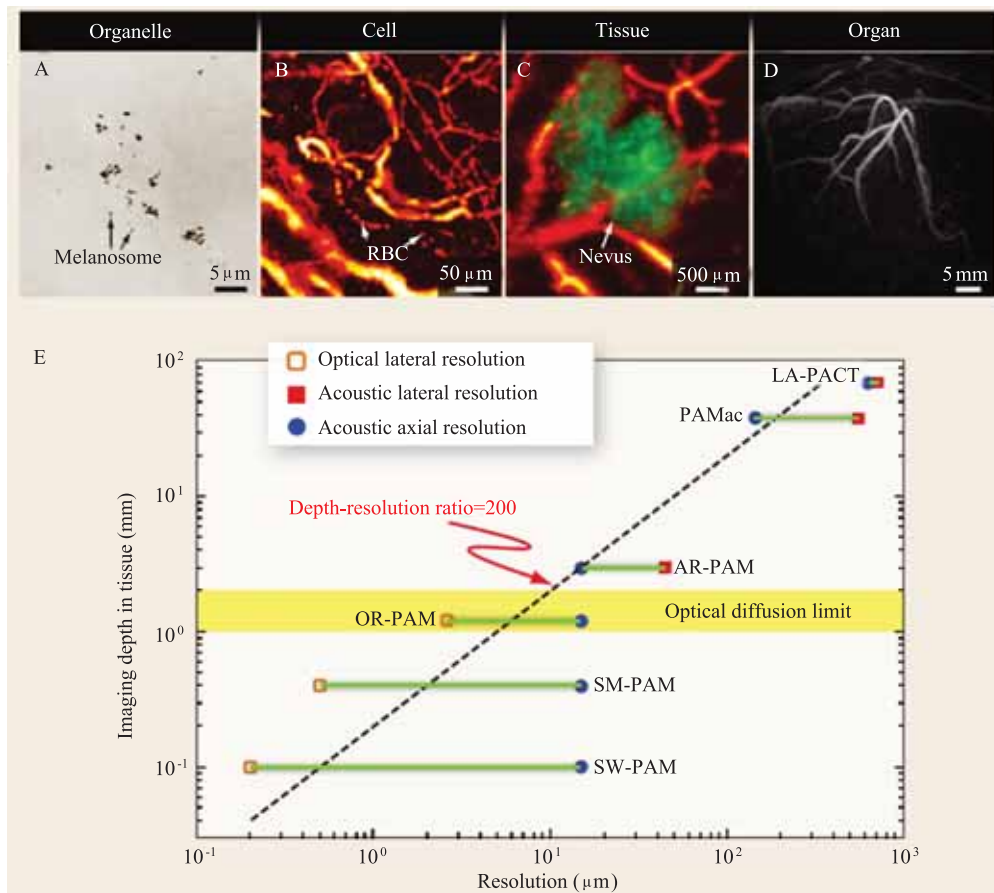 Organelle
Cell
Tissue
Organ
A
B
C
D
Melanosome
5 μm
RBC
50 μm
Nevus
500 μm
5 mm
E
Optical lateral resolution
Acoustic lateral resolution
Acoustic axial resolution
LA-PACT
PAMac
Depth-resolution ratio=200
AR-PAM
Optical diffusion limit
OR-PAM
SM-PAM
SW-PAM
Imaging depth in tissue (mm)
10²
10¹
10⁰
10⁻¹
10⁻¹ 10⁰ 10¹ 10² 10³
Resolution (μm)